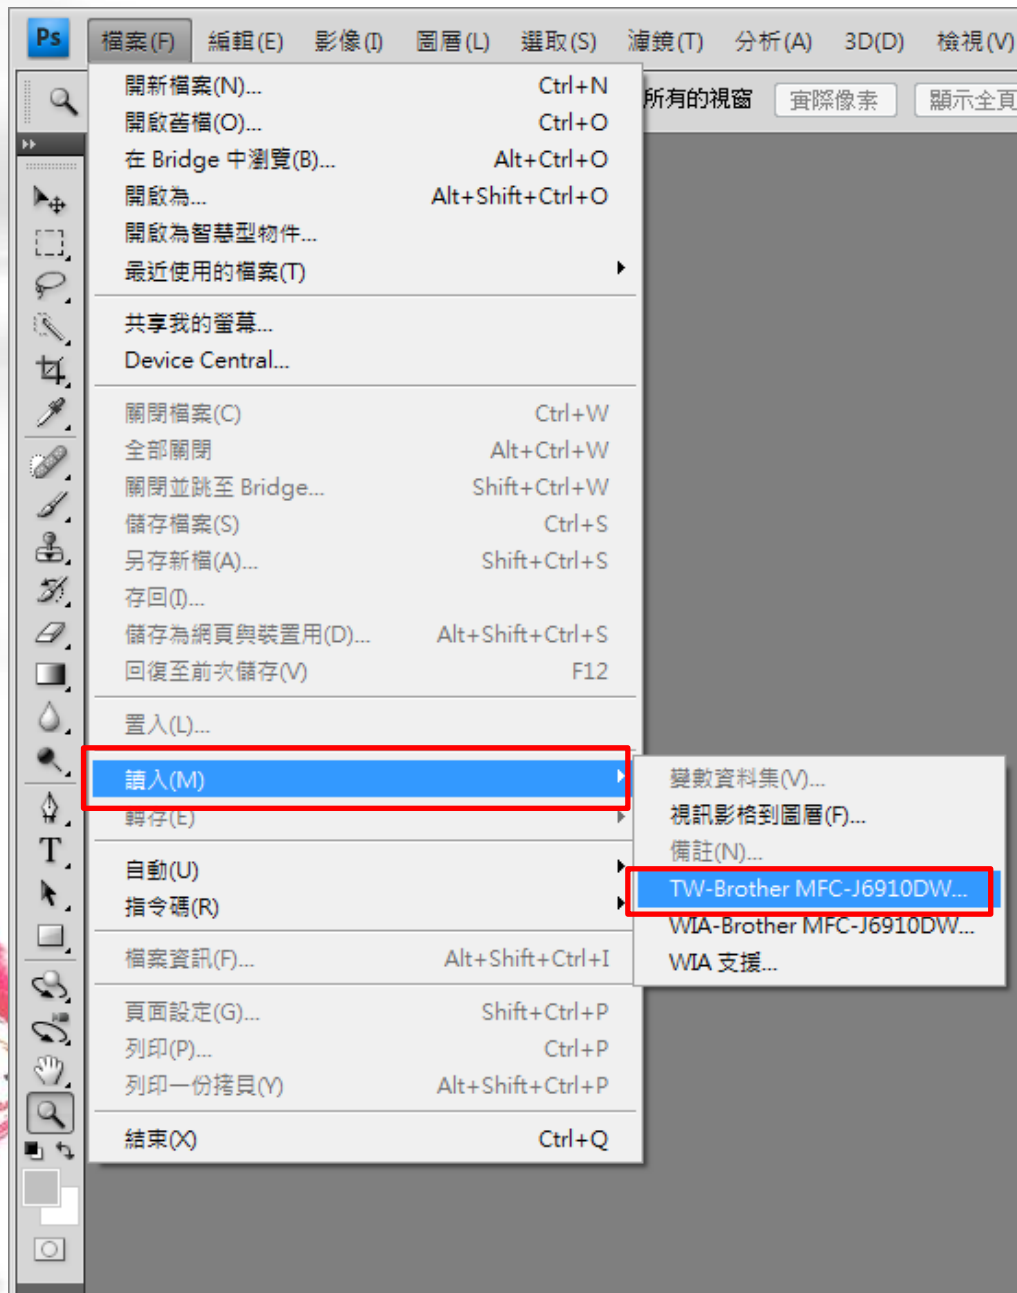 Ps 檔案(F) 編輯(E) 影像(I) 圖層(L) 選取(S) 濾鏡(T) 分析(A) 3D(D) 檢視(V)
所有的視窗 實際像素 顯示全頁
開新檔案(N)... Ctrl+N
開啟舊檔(O)... Ctrl+O
在 Bridge 中瀏覽(B)... Alt+Ctrl+O
開啟為... Alt+Shift+Ctrl+O
開啟為智慧型物件...
最近使用的檔案(T)
共享我的螢幕...
Device Central...
關閉檔案(C) Ctrl+W
全部關閉 Alt+Ctrl+W
關閉並跳至 Bridge... Shift+Ctrl+W
儲存檔案(S) Ctrl+S
另存新檔(A)... Shift+Ctrl+S
存回(I)...
儲存為網頁與裝置用(D)... Alt+Shift+Ctrl+S
回復至前次儲存(V) F12
置入(L)...
讀入(M)
轉存(E)
自動(U)
指令碼(R)
檔案資訊(F)... Alt+Shift+Ctrl+I
頁面設定(G)... Shift+Ctrl+P
列印(P)... Ctrl+P
列印一份拷貝(Y) Alt+Shift+Ctrl+P
結束(X) Ctrl+Q
變數資料集(V)...
視訊影格到圖層(F)...
備註(N)...
TW-Brother MFC-J6910DW...
WIA-Brother MFC-J6910DW...
WIA 支援...